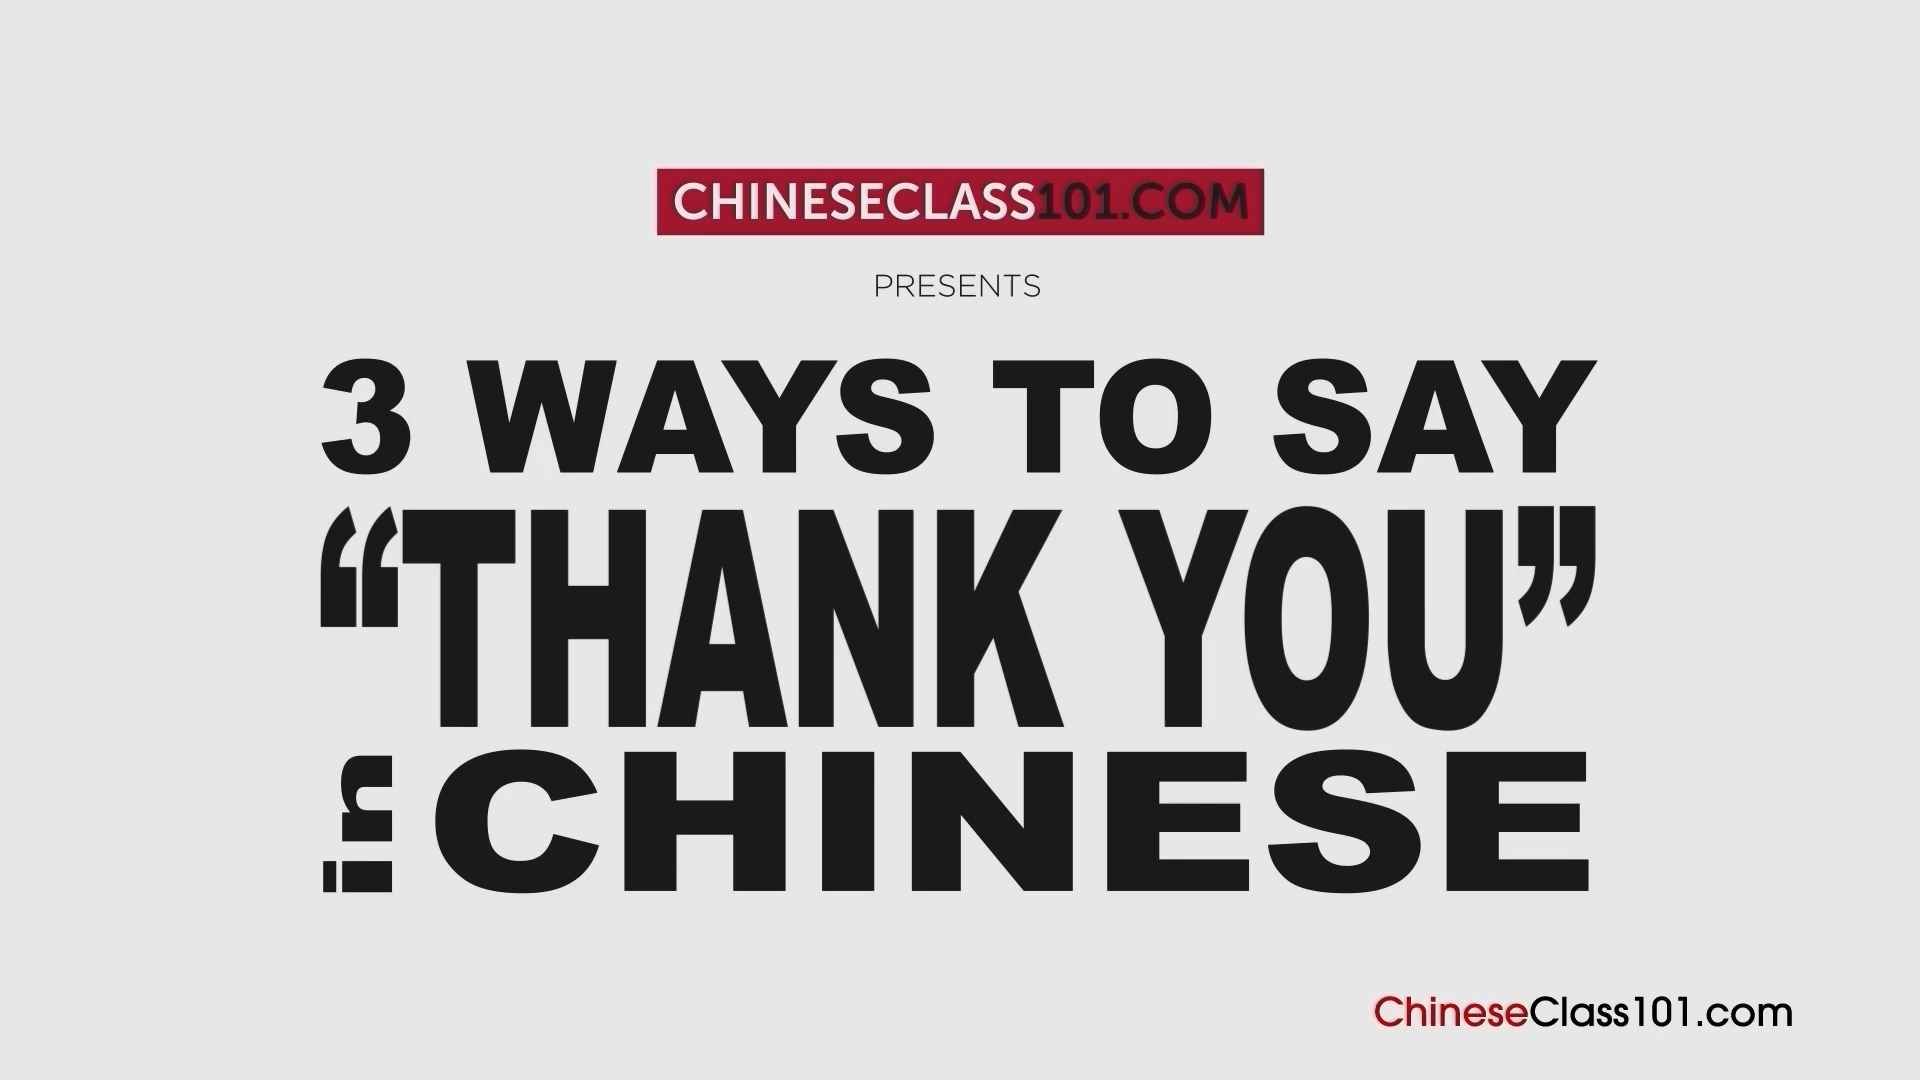 CHINESECLASS101.COM
PRESENTS
3 WAYS TO SAY
“THANK YOU”
in CHINESE
ChineseClass101.com